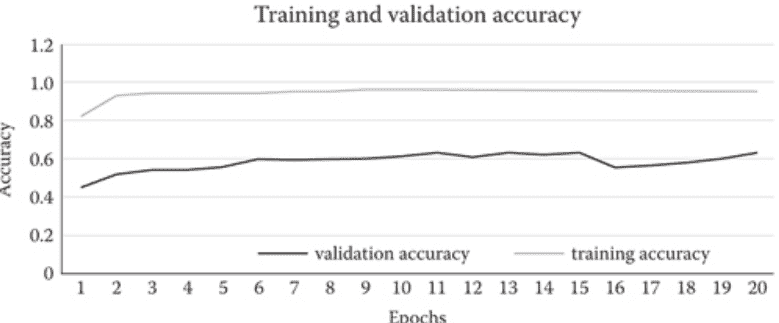 Training and validation accuracy
1.2
1.0
0.8
0.6
0.4
0.2
0
Accuracy
validation accuracy training accuracy
1 2 3 4 5 6 7 8 9 10 11 12 13 14 15 16 17 18 19 20
Epochs